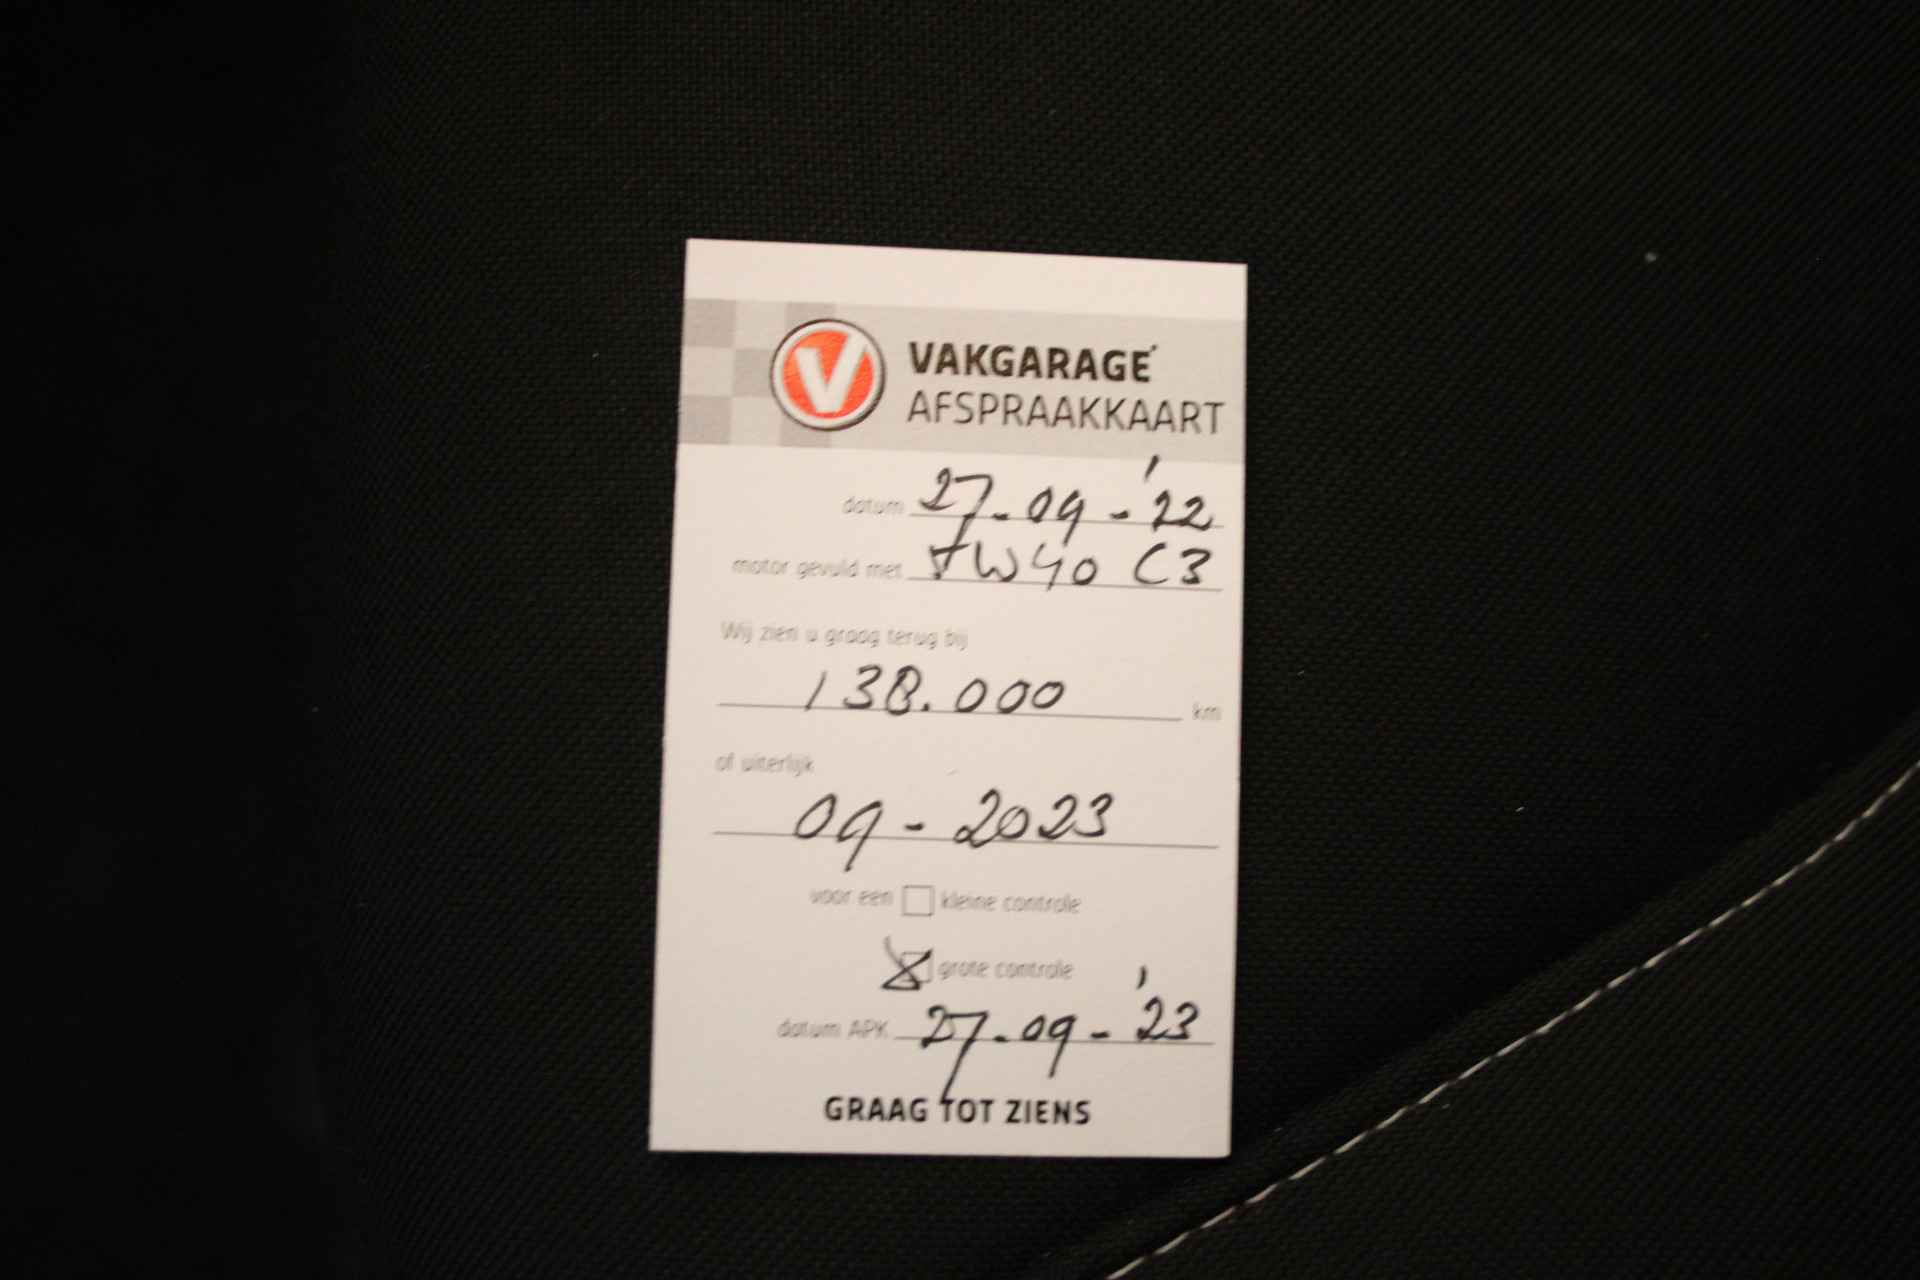 V VAKGARAGE
AFSPRAAKKAART
datum 27-09-'22
motor gevuld met 5W40 C3
Wij zien u graag terug bij
138.000 km
of uiterlijk
09-2023
voor een kleine controle
grote controle
datum APK 27-09-'23
GRAAG TOT ZIENS